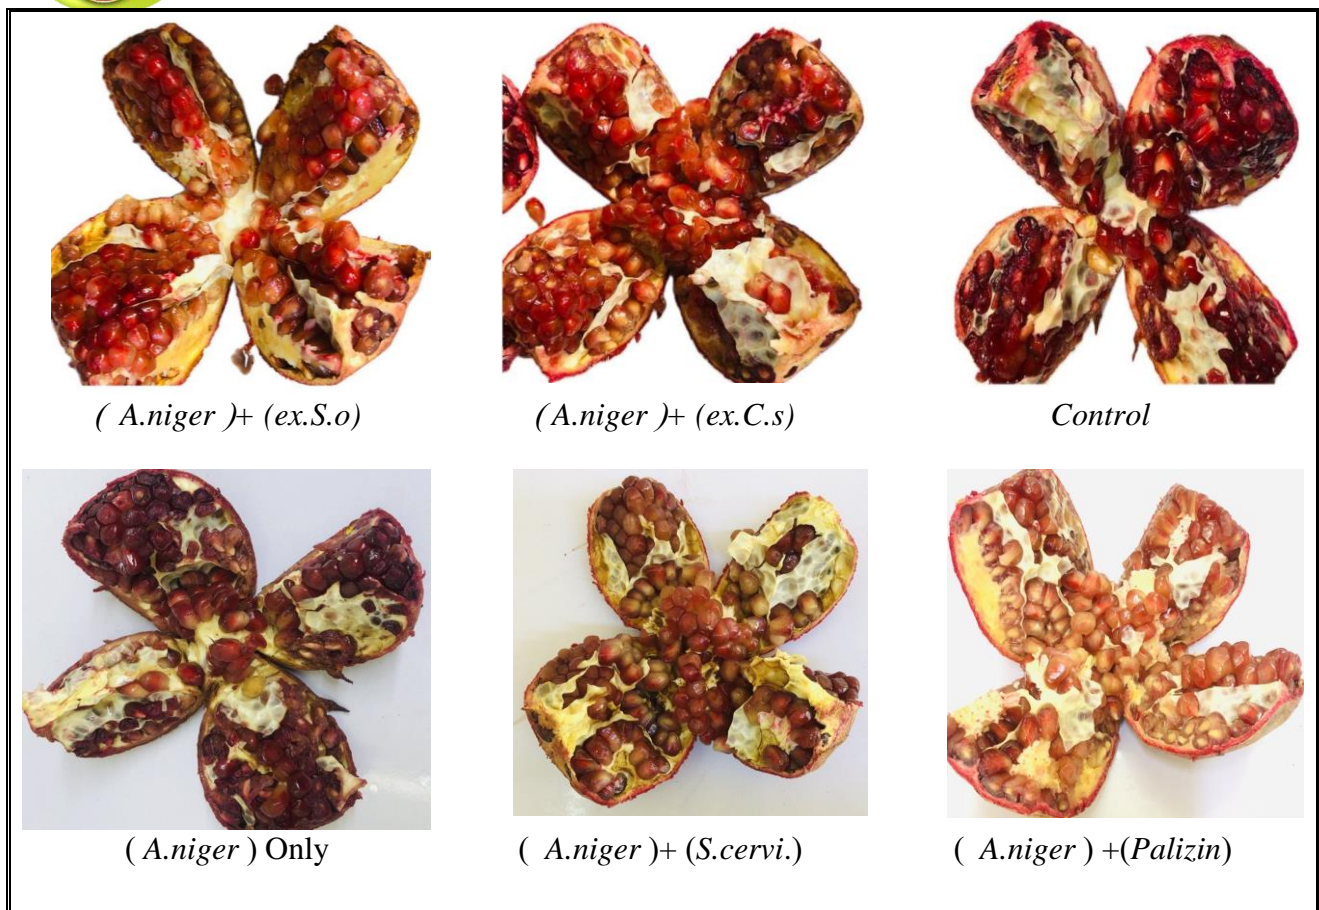 ( A.niger )+ (ex.S.o)
(A.niger )+ (ex.C.s)
Control
( A.niger ) Only
( A.niger )+ (S.cervi.)
( A.niger ) +(Palizin)